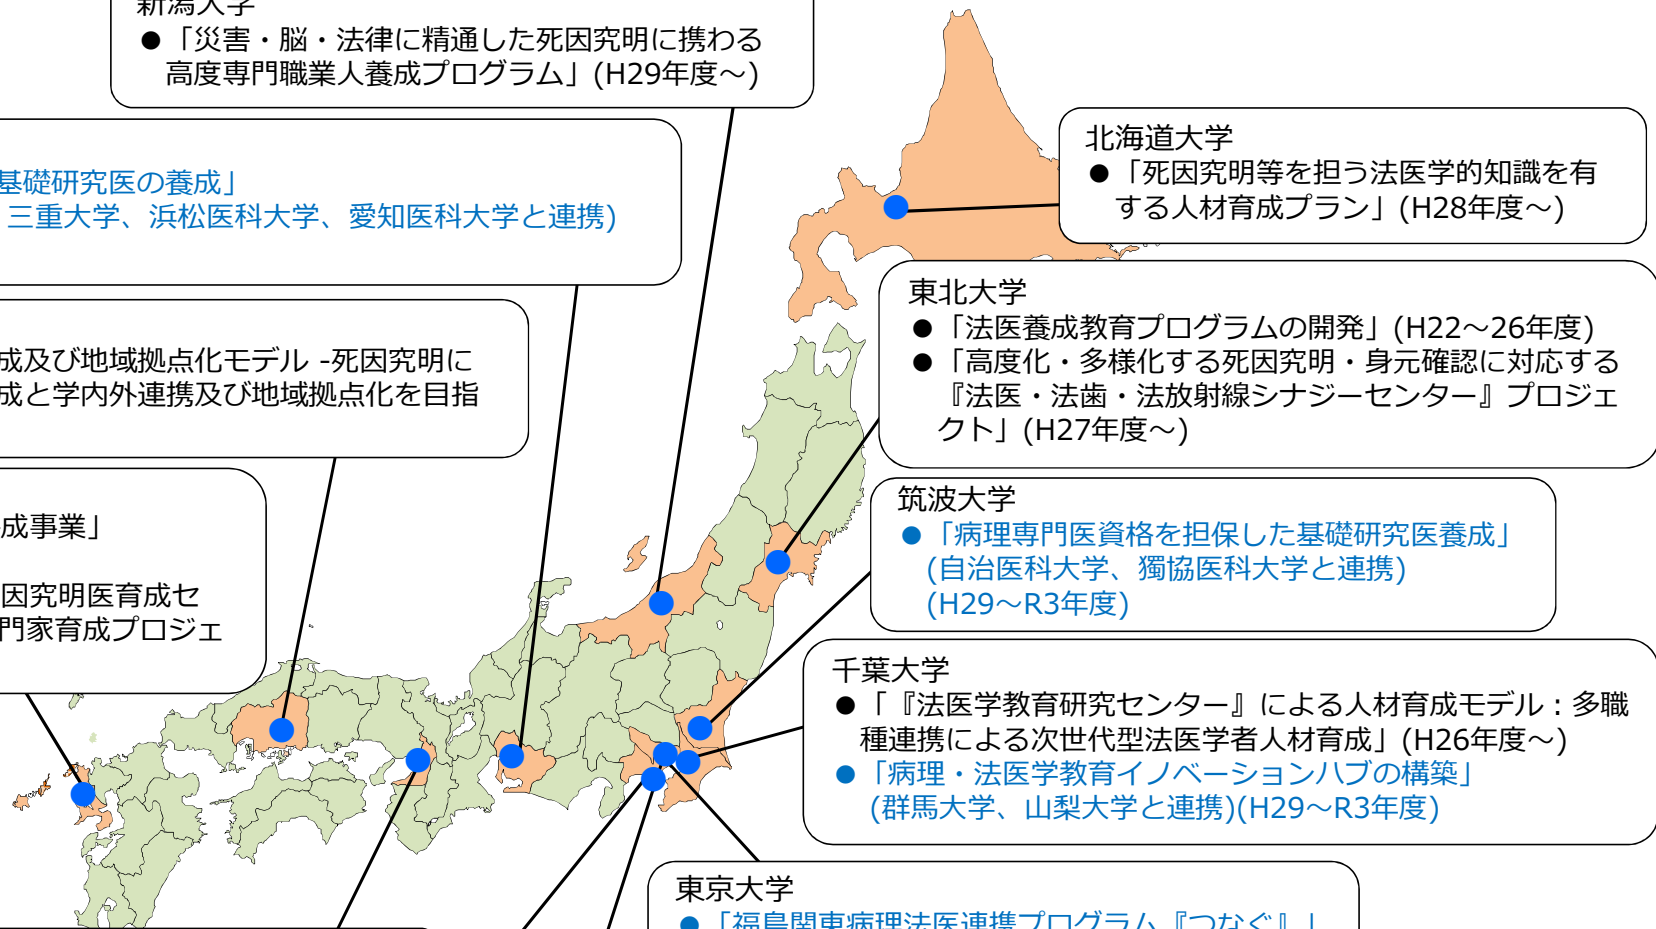 新潟大学
●「災害・脳・法律に精通した死因究明に携わる
高度専門職業人養成プログラム」(H29年度～)
基礎研究医の養成」
三重大学、浜松医科大学、愛知医科大学と連携)
成及び地域拠点化モデル -死因究明に
成と学内外連携及び地域拠点化を目指
成事業」
因究明医育成セ
門家育成プロジェ
北海道大学
●「死因究明等を担う法医学的知識を有
する人材育成プラン」(H28年度～)
東北大学
●「法医養成教育プログラムの開発」(H22～26年度)
●「高度化・多様化する死因究明・身元確認に対応する
『法医・法歯・法放射線シナジーセンター』プロジェ
クト」(H27年度～)
筑波大学
●「病理専門医資格を担保した基礎研究医養成」
(自治医科大学、獨協医科大学と連携)
(H29～R3年度)
千葉大学
●「『法医学教育研究センター』による人材育成モデル：多職
種連携による次世代型法医学者人材育成」(H26年度～)
●「病理・法医学教育イノベーションハブの構築」
(群馬大学、山梨大学と連携)(H29～R3年度)
東京大学
●「福島関東病理法医連携プログラム『つなぐ』」